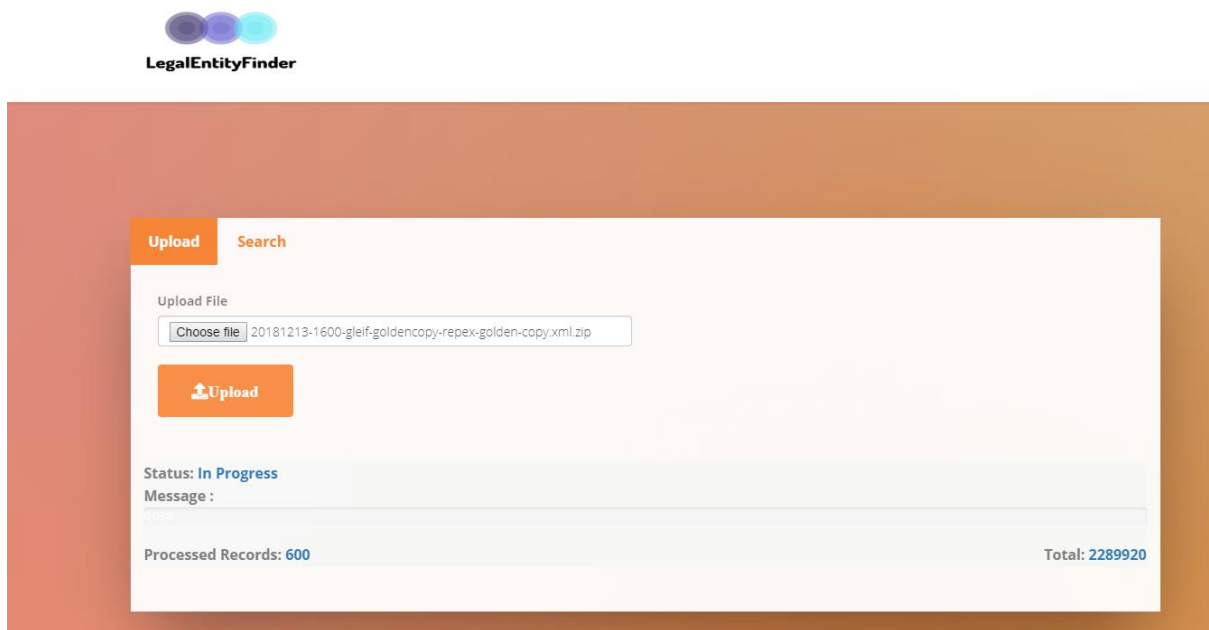 LegalEntityFinder
Upload Search
Upload File
Choose file 20181213-1600-gleif-goldencopy-repex-golden-copy.xml.zip
Upload
Status: In Progress
Message :
Processed Records: 600 Total: 2289920